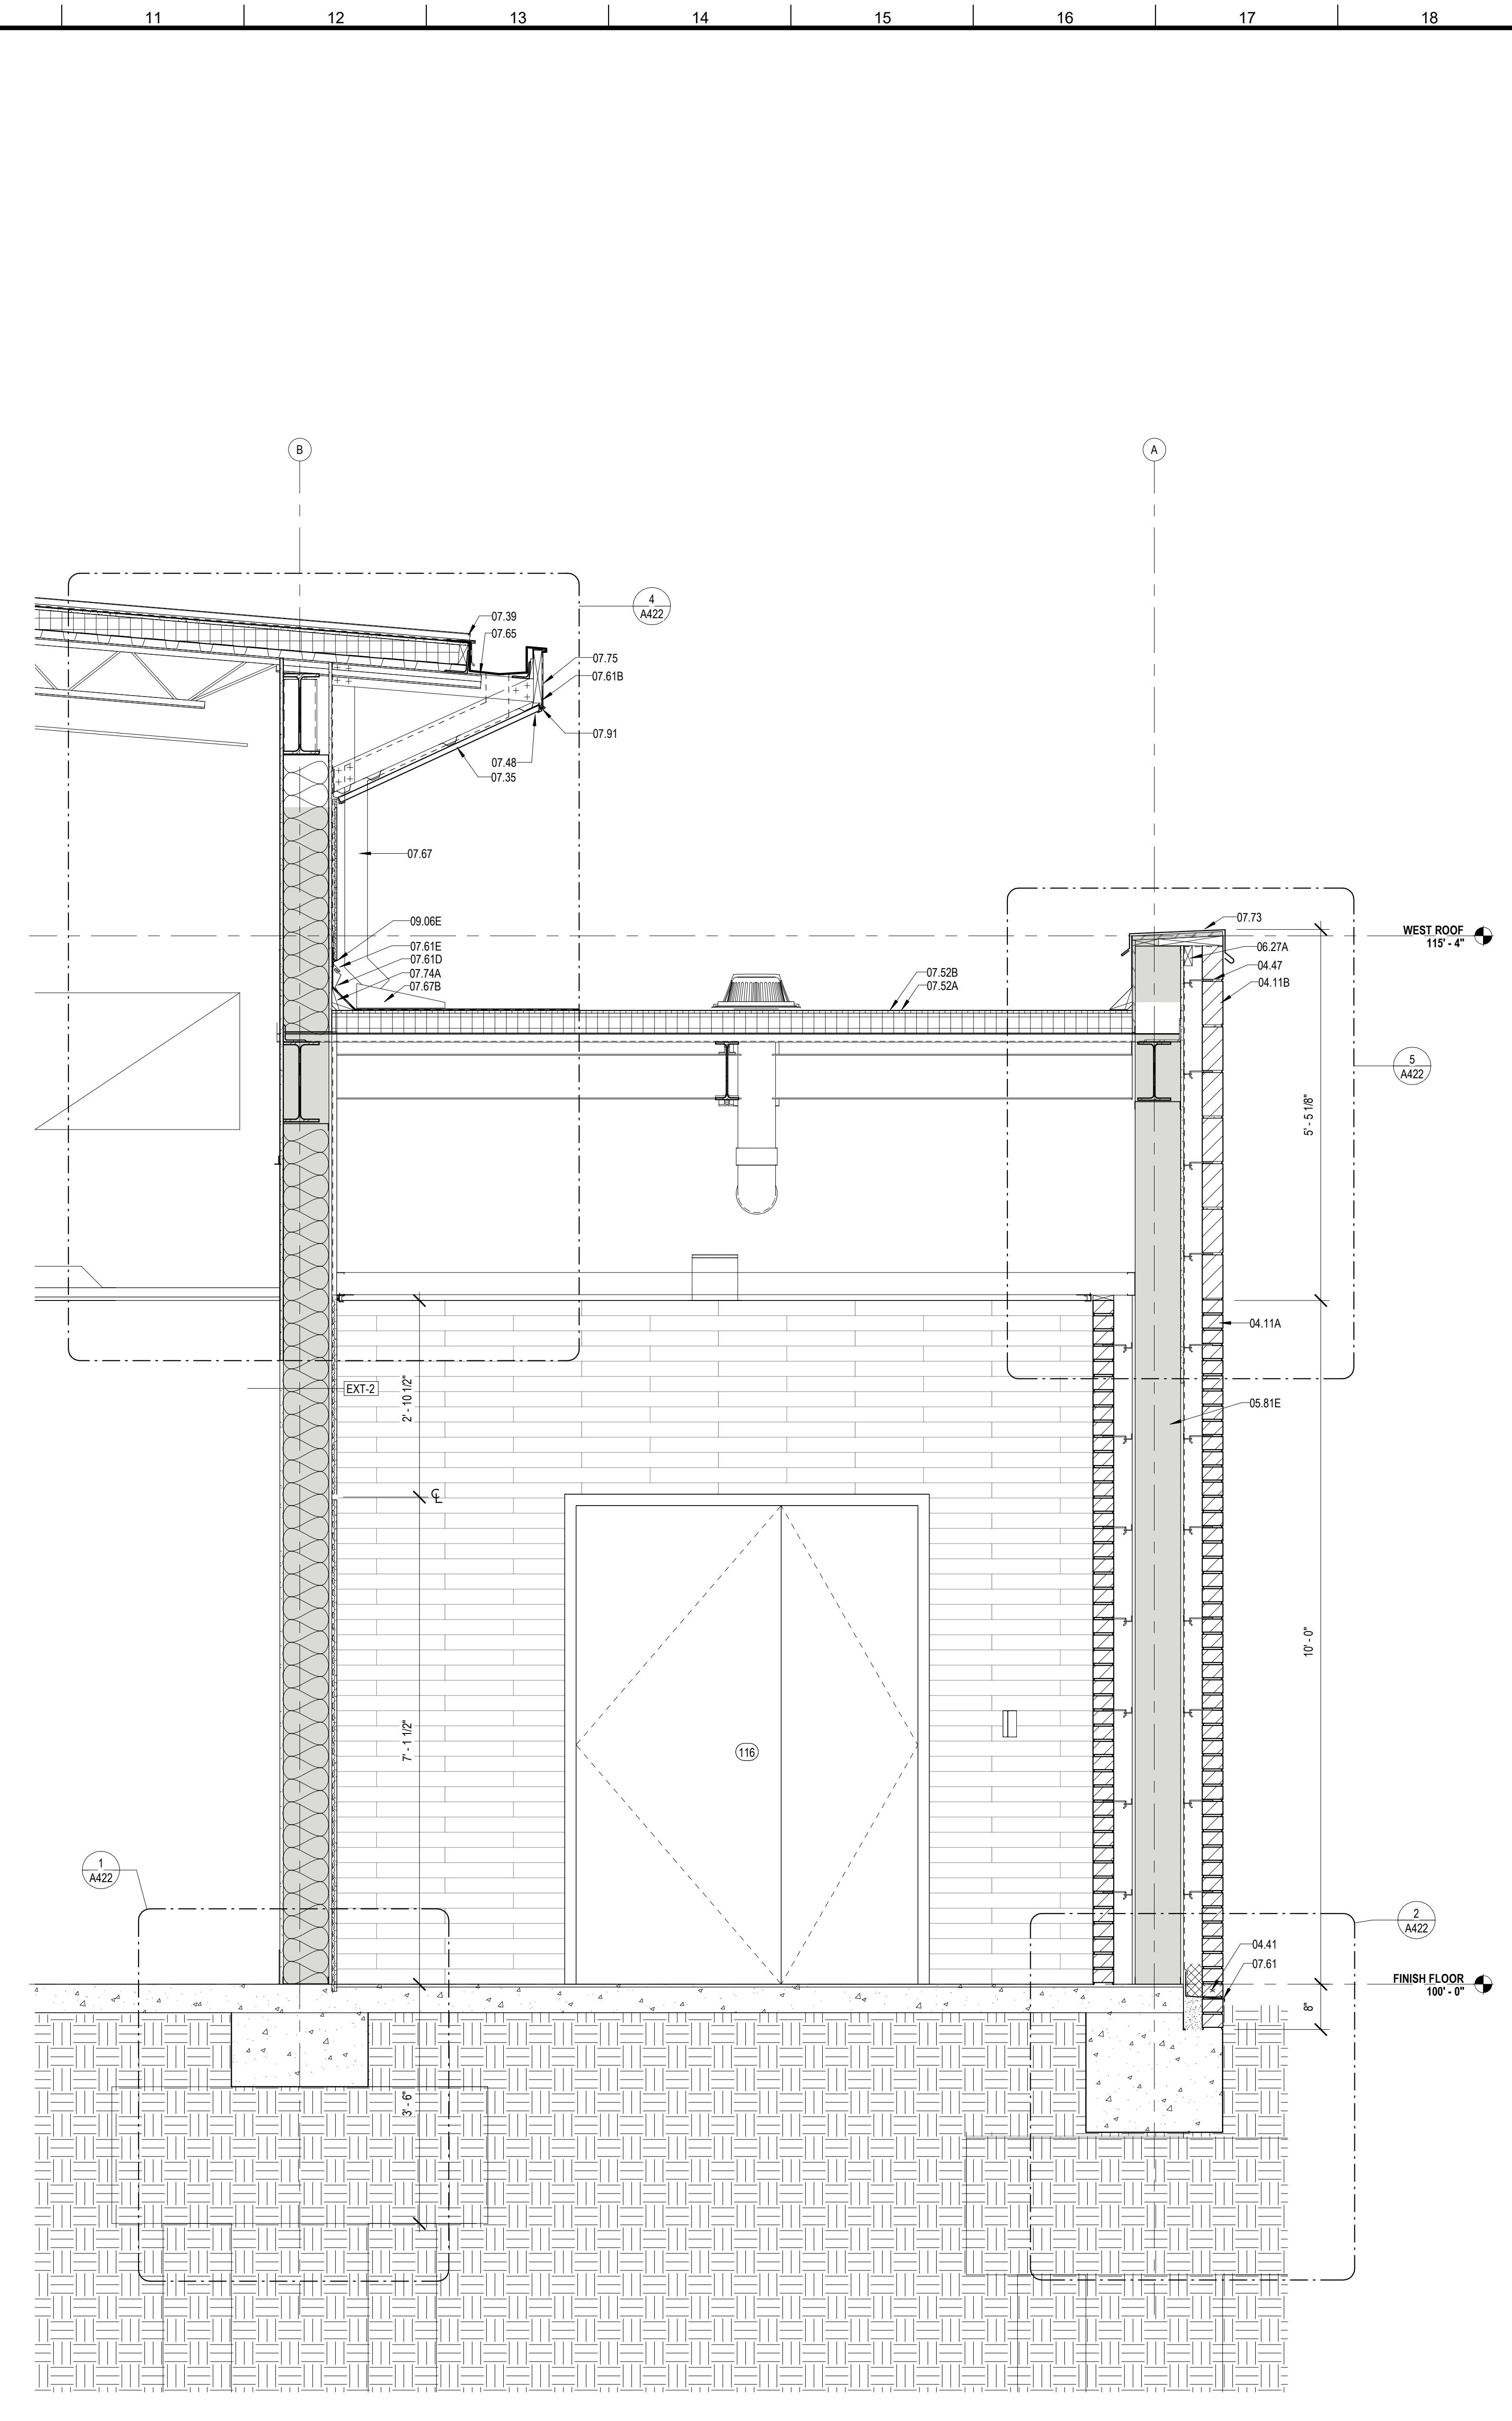 11
12
13
14
15
16
17
18
B
A
4
A422
07.39
07.65
07.75
07.61B
07.91
07.48
07.35
07.67
09.06E
07.61E
07.61D
07.74A
07.67B
07.52B
07.52A
07.73
06.27A
04.47
04.11B
WEST ROOF
115' - 4"
5
A422
5' - 5 1/8"
04.11A
EXT-2
2' - 10 1/2"
05.81E
CL
10' - 0"
7' - 1 1/2"
116
1
A422
2
A422
04.41
07.61
FINISH FLOOR
100' - 0"
8"
3' - 6"